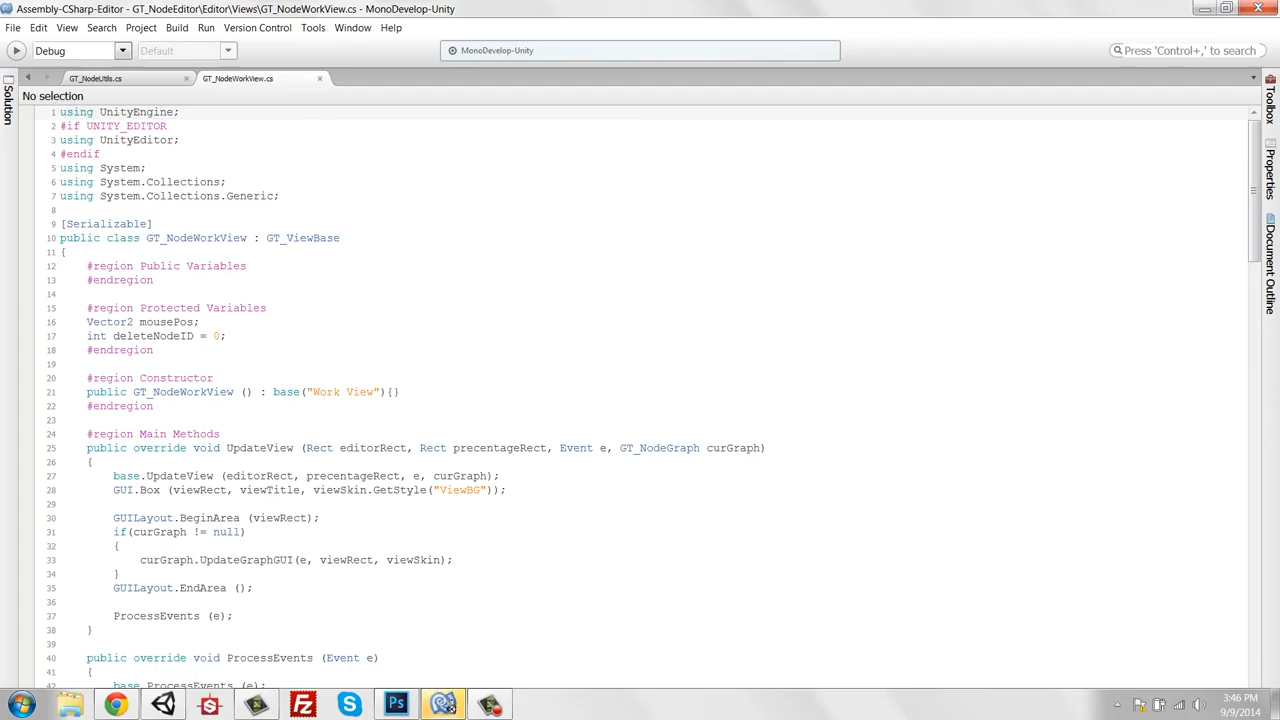 Assembly-CSharp-Editor - GT_NodeEditor\Editor\Views\GT_NodeWorkView.cs - MonoDevelop-Unity
File Edit View Search Project Build Run Version Control Tools Window Help
Debug Default MonoDevelop-Unity Press 'Control+,' to search
GT_NodeUtils.cs GT_NodeWorkView.cs
No selection
Solution
Toolbox
Properties
Document Outline
1 using UnityEngine;
2 #if UNITY_EDITOR
3 using UnityEditor;
4 #endif
5 using System;
6 using System.Collections;
7 using System.Collections.Generic;
8
9 [Serializable]
10 public class GT_NodeWorkView : GT_ViewBase
11 {
12 #region Public Variables
13 #endregion
14
15 #region Protected Variables
16 Vector2 mousePos;
17 int deleteNodeID = 0;
18 #endregion
19
20 #region Constructor
21 public GT_NodeWorkView () : base("Work View"){}
22 #endregion
23
24 #region Main Methods
25 public override void UpdateView (Rect editorRect, Rect precentageRect, Event e, GT_NodeGraph curGraph)
26 {
27 base.UpdateView (editorRect, precentageRect, e, curGraph);
28 GUI.Box (viewRect, viewTitle, viewSkin.GetStyle("ViewBG"));
29
30 GUILayout.BeginArea (viewRect);
31 if(curGraph != null)
32 {
33 curGraph.UpdateGraphGUI(e, viewRect, viewSkin);
34 }
35 GUILayout.EndArea ();
36
37 ProcessEvents (e);
38 }
39
40 public override void ProcessEvents (Event e)
41 {
42 base.ProcessEvents (e);
Fz S Ps
3:46 PM
9/9/2014